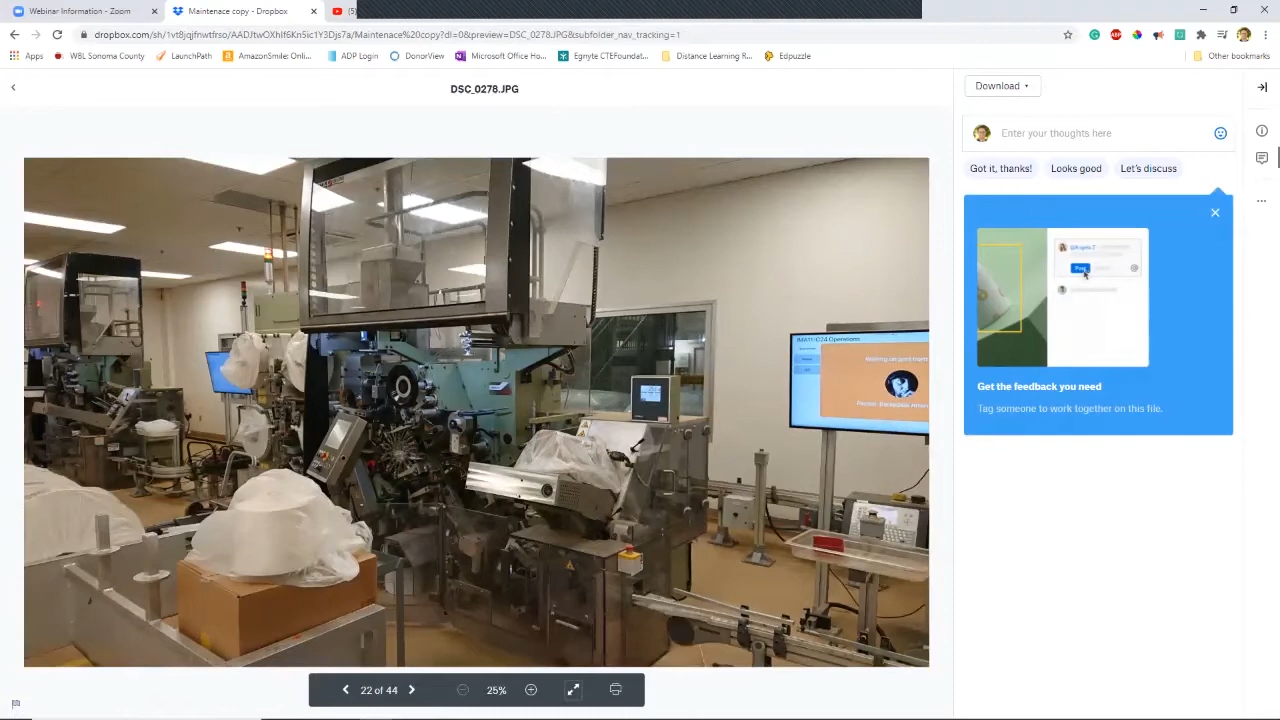 Webinar Information - Zoom
Maintenace copy - Dropbox
dropbox.com/sh/1vt8jqjfnwtfrso/AADJtwOXhIf6Kn5ic1Y3Djs7a/Maintenace%20copy?dl=0&preview=DSC_0278.JPG&subfolder_nav_tracking=1
Apps
WBL Sonoma County
LaunchPath
AmazonSmile: Onli...
ADP Login
DonorView
Microsoft Office Ho...
Egnyte CTEFoundat...
Distance Learning R...
Edpuzzle
Other bookmarks
DSC_0278.JPG
Download
Enter your thoughts here
Got it, thanks!
Looks good
Let's discuss
Post
Get the feedback you need
Tag someone to work together on this file.
Operations
22 of 44
25%